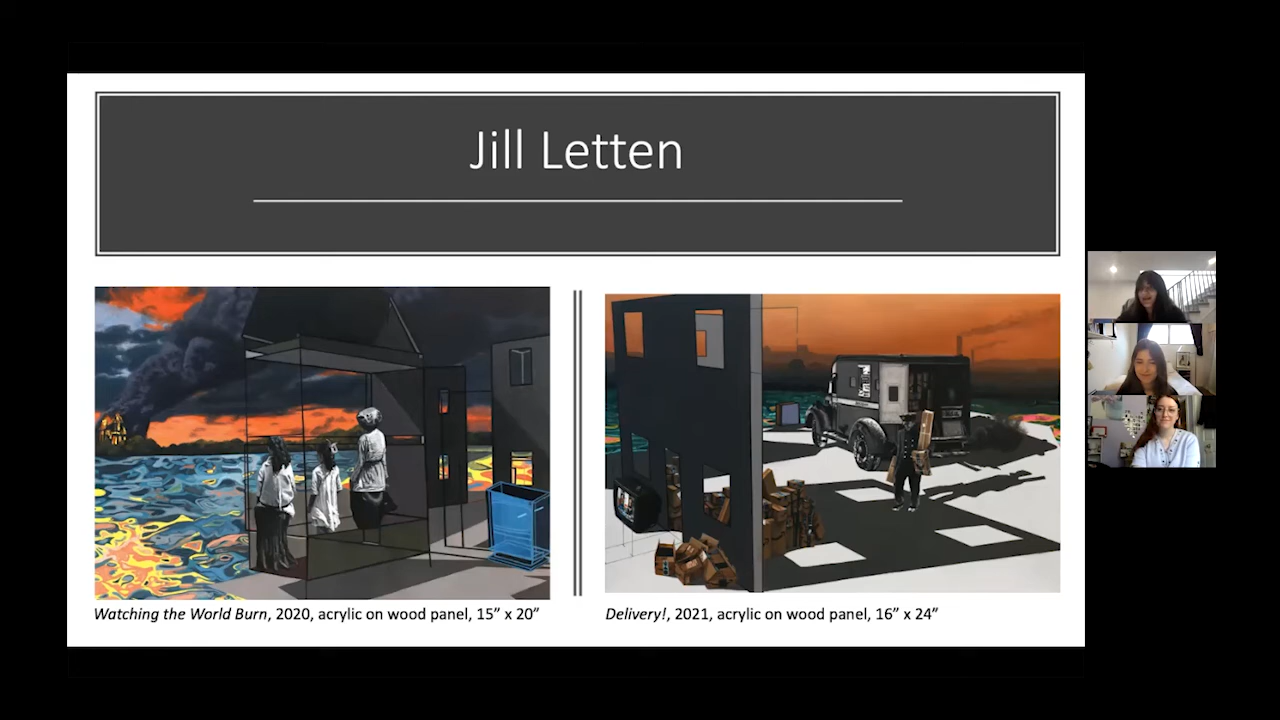 Jill Letten
Watching the World Burn, 2020, acrylic on wood panel, 15” x 20”
Delivery!, 2021, acrylic on wood panel, 16” x 24”